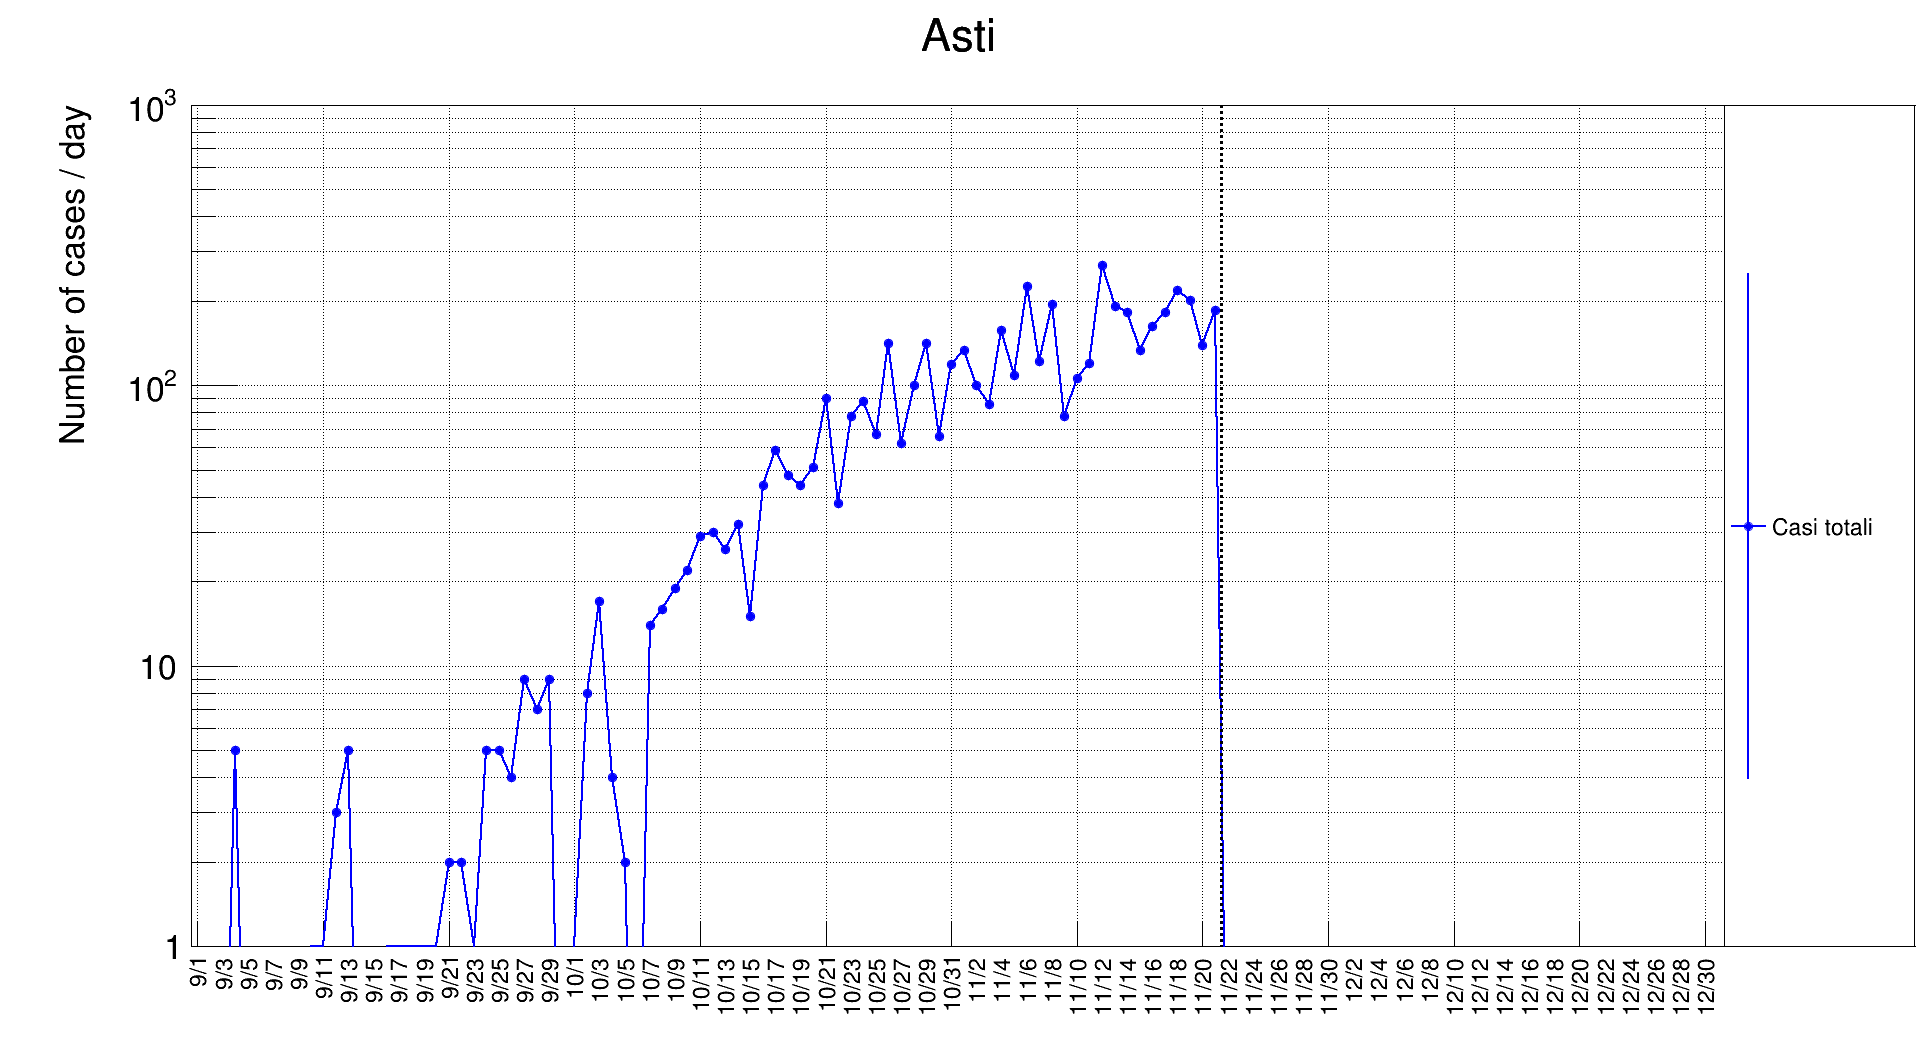 Asti
Number of cases / day
10³
10²
10
1
9/1 9/3 9/5 9/7 9/9 9/11 9/13 9/15 9/17 9/19 9/21 9/23 9/25 9/27 9/29 10/1 10/3 10/5 10/7 10/9 10/11 10/13 10/15 10/17 10/19 10/21 10/23 10/25 10/27 10/29 10/31 11/2 11/4 11/6 11/8 11/10 11/12 11/14 11/16 11/18 11/20 11/22 11/24 11/26 11/28 11/30 12/2 12/4 12/6 12/8 12/10 12/12 12/14 12/16 12/18 12/20 12/22 12/24 12/26 12/28 12/30
Casi totali